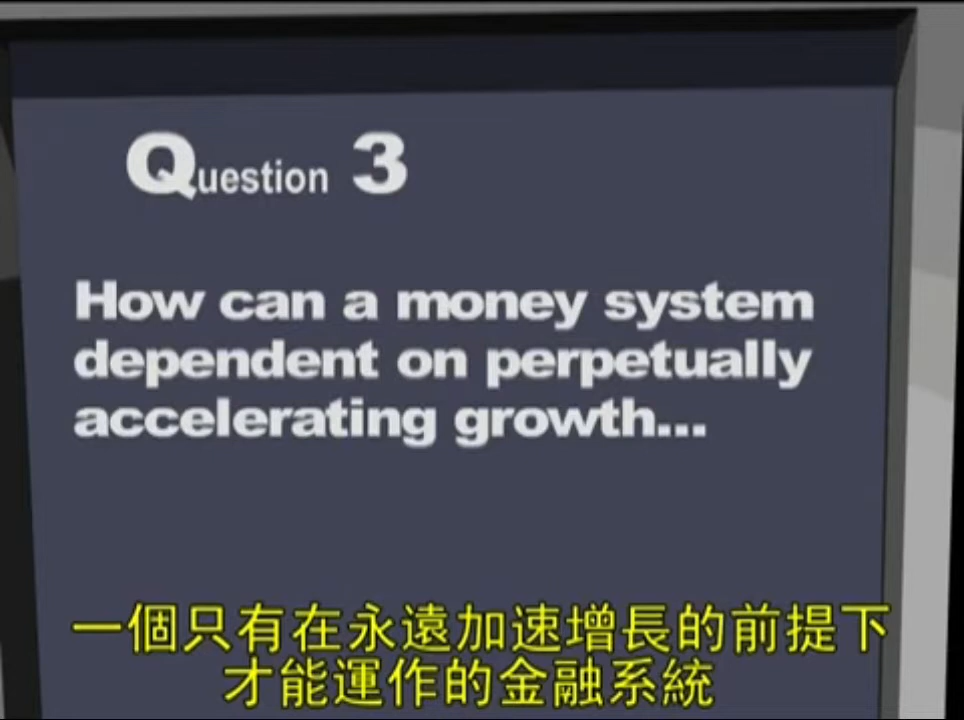 Question 3
How can a money system
dependent on perpetually
accelerating growth...
一個只有在永遠加速增長的前提下
才能運作的金融系統